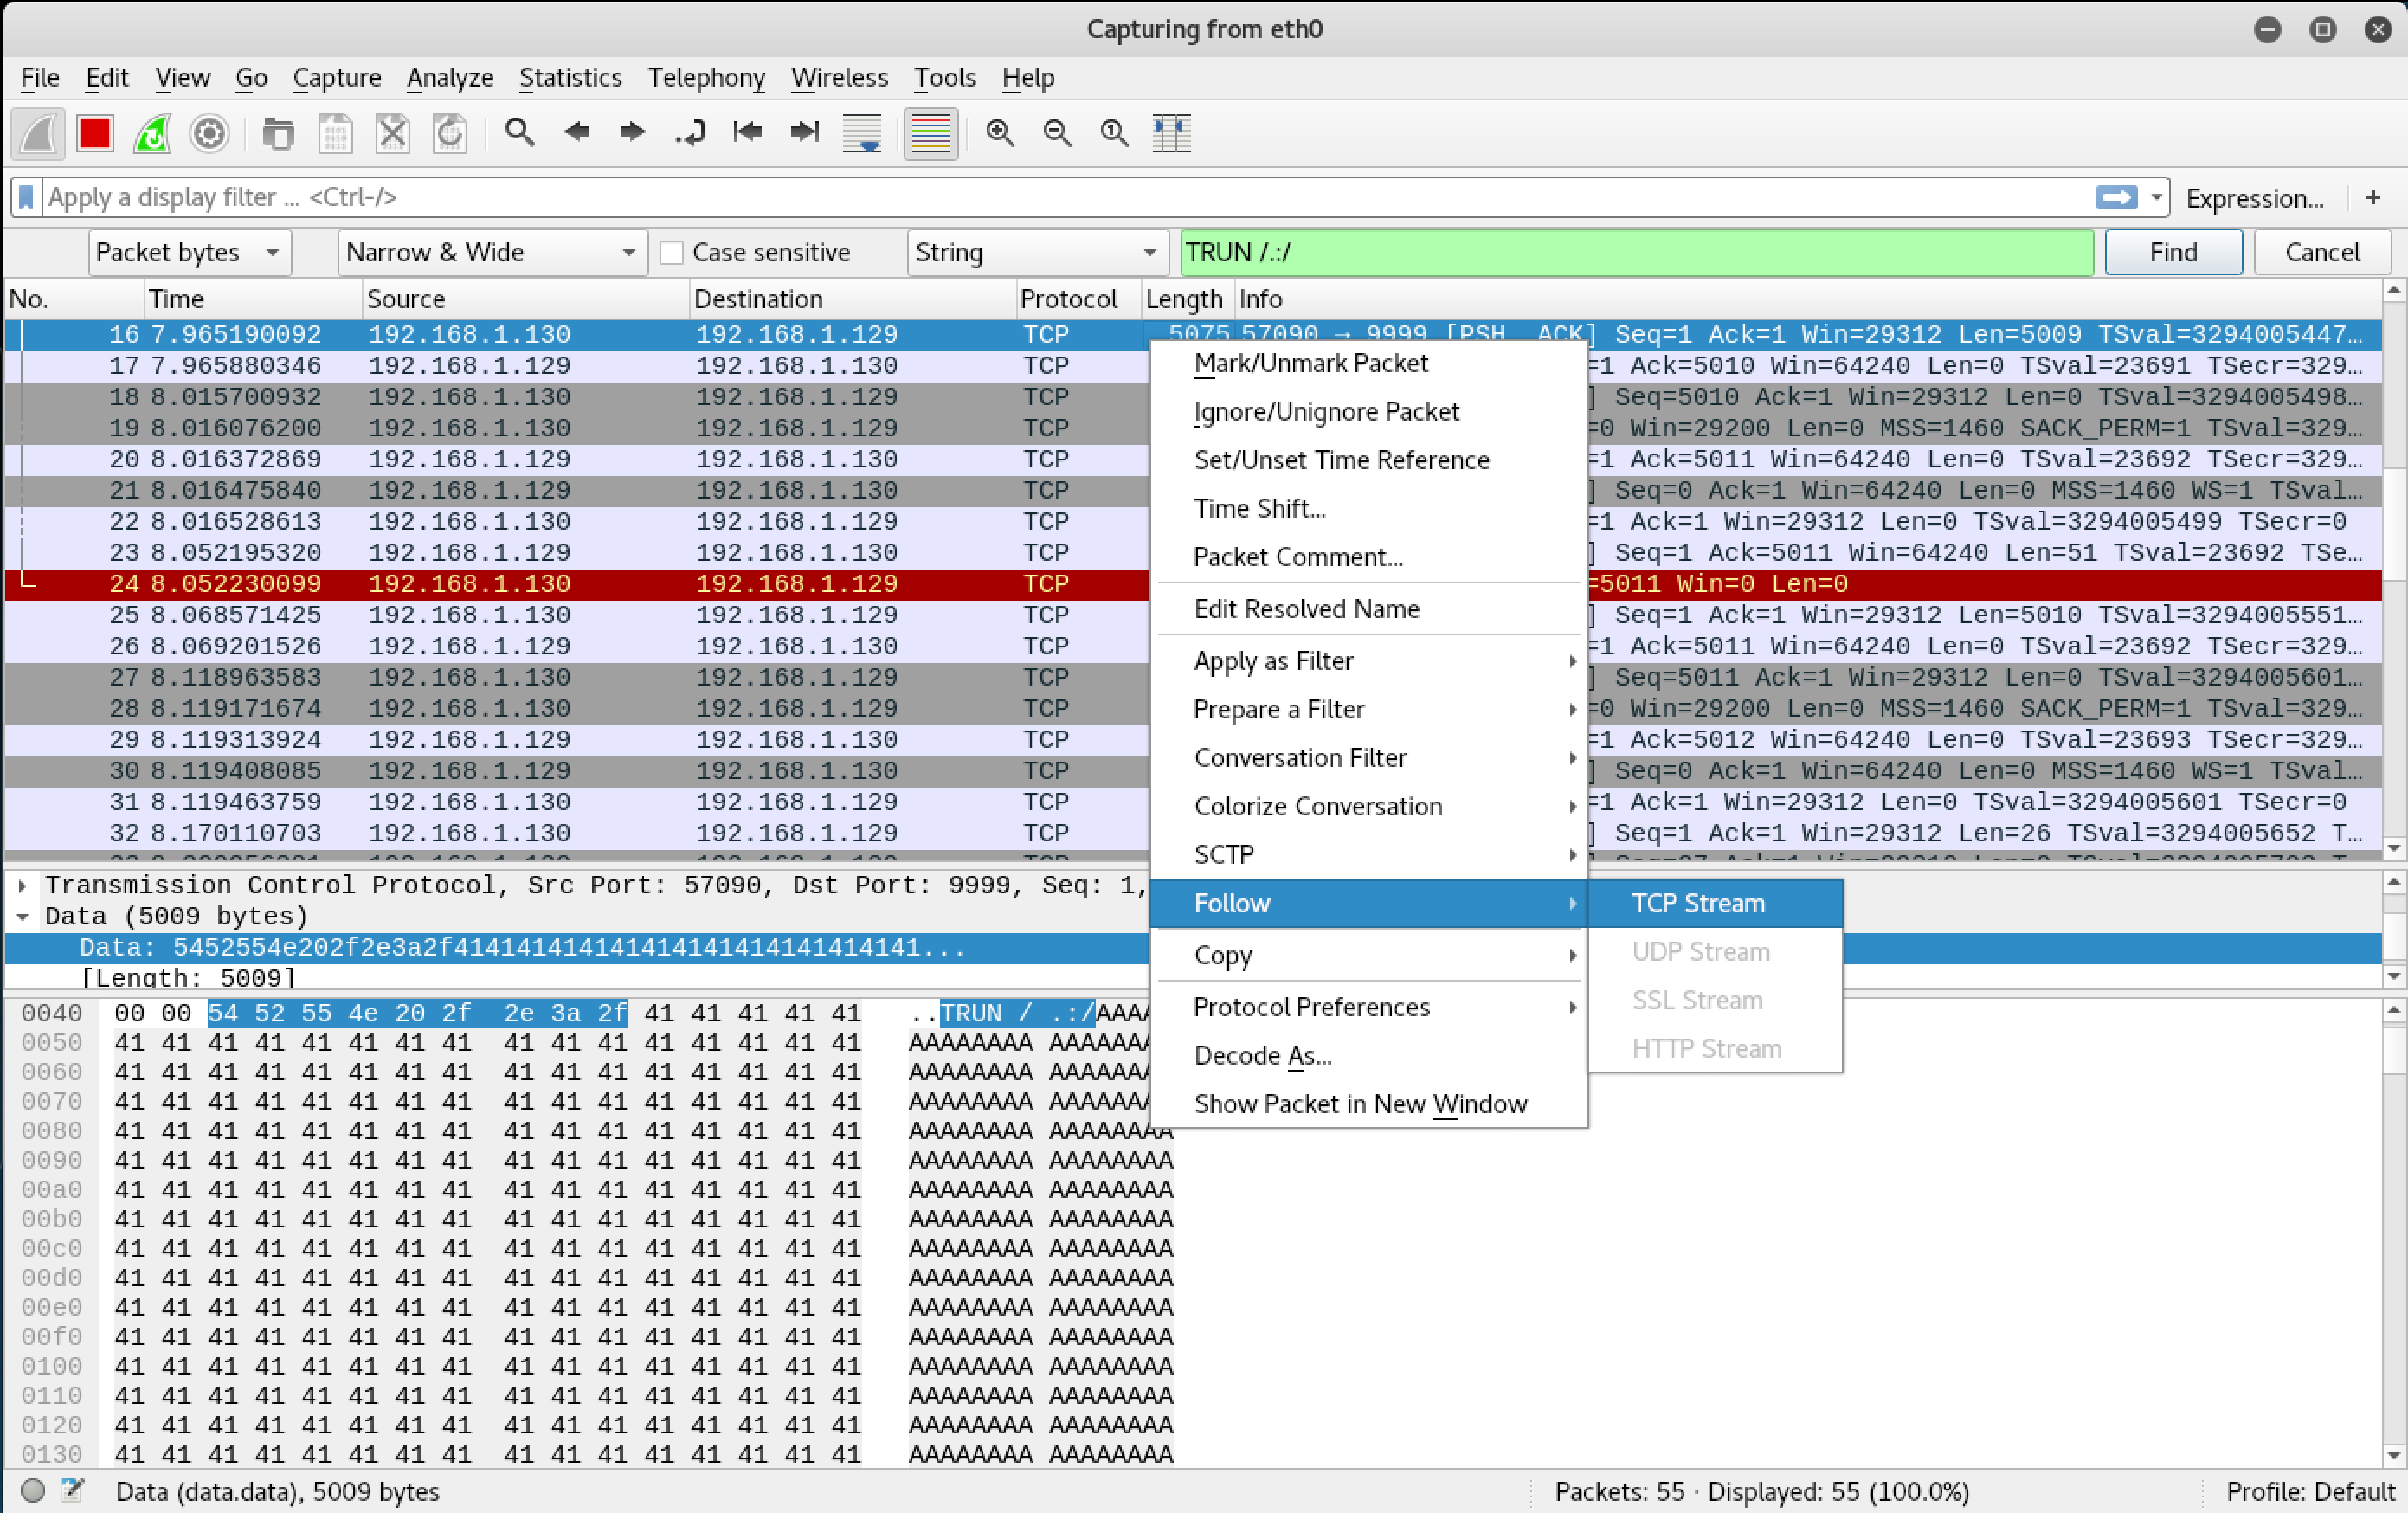 Capturing from eth0
File Edit View Go Capture Analyze Statistics Telephony Wireless Tools Help
Apply a display filter ... <Ctrl-/> Expression... +
Packet bytes Narrow & Wide Case sensitive String TRUN /.:/ Find Cancel
No. Time Source Destination Protocol Length Info
16 7.965190092 192.168.1.130 192.168.1.129 TCP 5075 57090 → 9999 [PSH, ACK] Seq=1 Ack=1 Win=29312 Len=5009 TSval=3294005447…
17 7.965880346 192.168.1.129 192.168.1.130 TCP =1 Ack=5010 Win=64240 Len=0 TSval=23691 TSecr=329…
18 8.015700932 192.168.1.130 192.168.1.129 TCP ] Seq=5010 Ack=1 Win=29312 Len=0 TSval=3294005498…
19 8.016076200 192.168.1.130 192.168.1.129 TCP =0 Win=29200 Len=0 MSS=1460 SACK_PERM=1 TSval=329…
20 8.016372869 192.168.1.129 192.168.1.130 TCP =1 Ack=5011 Win=64240 Len=0 TSval=23692 TSecr=329…
21 8.016475840 192.168.1.129 192.168.1.130 TCP ] Seq=0 Ack=1 Win=64240 Len=0 MSS=1460 WS=1 TSval…
22 8.016528613 192.168.1.130 192.168.1.129 TCP =1 Ack=1 Win=29312 Len=0 TSval=3294005499 TSecr=0
23 8.052195320 192.168.1.129 192.168.1.130 TCP ] Seq=1 Ack=5011 Win=64240 Len=51 TSval=23692 TSe…
24 8.052230099 192.168.1.130 192.168.1.129 TCP =5011 Win=0 Len=0
25 8.068571425 192.168.1.130 192.168.1.129 TCP ] Seq=1 Ack=1 Win=29312 Len=5010 TSval=3294005551…
26 8.069201526 192.168.1.129 192.168.1.130 TCP =1 Ack=5011 Win=64240 Len=0 TSval=23692 TSecr=329…
27 8.118963583 192.168.1.130 192.168.1.129 TCP ] Seq=5011 Ack=1 Win=29312 Len=0 TSval=3294005601…
28 8.119171674 192.168.1.130 192.168.1.129 TCP =0 Win=29200 Len=0 MSS=1460 SACK_PERM=1 TSval=329…
29 8.119313924 192.168.1.129 192.168.1.130 TCP =1 Ack=5012 Win=64240 Len=0 TSval=23693 TSecr=329…
30 8.119408085 192.168.1.129 192.168.1.130 TCP ] Seq=0 Ack=1 Win=64240 Len=0 MSS=1460 WS=1 TSval…
31 8.119463759 192.168.1.130 192.168.1.129 TCP =1 Ack=1 Win=29312 Len=0 TSval=3294005601 TSecr=0
32 8.170110703 192.168.1.130 192.168.1.129 TCP ] Seq=1 Ack=1 Win=29312 Len=26 TSval=3294005652 T…
Mark/Unmark Packet
Ignore/Unignore Packet
Set/Unset Time Reference
Time Shift...
Packet Comment...
Edit Resolved Name
Apply as Filter
Prepare a Filter
Conversation Filter
Colorize Conversation
SCTP
Follow
Copy
Protocol Preferences
Decode As...
Show Packet in New Window
TCP Stream
UDP Stream
SSL Stream
HTTP Stream
Transmission Control Protocol, Src Port: 57090, Dst Port: 9999, Seq: 1,
Data (5009 bytes)
Data: 5452554e202f2e3a2f414141414141414141414141414141...
[Length: 5009]
0040 00 00 54 52 55 4e 20 2f 2e 3a 2f 41 41 41 41 41 ..TRUN / .:/AAAA
0050 41 41 41 41 41 41 41 41 41 41 41 41 41 41 41 41 AAAAAAAA AAAAAAA
0060 41 41 41 41 41 41 41 41 41 41 41 41 41 41 41 41 AAAAAAAA AAAAAAA
0070 41 41 41 41 41 41 41 41 41 41 41 41 41 41 41 41 AAAAAAAA AAAAAAA
0080 41 41 41 41 41 41 41 41 41 41 41 41 41 41 41 41 AAAAAAAA AAAAAAAA
0090 41 41 41 41 41 41 41 41 41 41 41 41 41 41 41 41 AAAAAAAA AAAAAAAA
00a0 41 41 41 41 41 41 41 41 41 41 41 41 41 41 41 41 AAAAAAAA AAAAAAAA
00b0 41 41 41 41 41 41 41 41 41 41 41 41 41 41 41 41 AAAAAAAA AAAAAAAA
00c0 41 41 41 41 41 41 41 41 41 41 41 41 41 41 41 41 AAAAAAAA AAAAAAAA
00d0 41 41 41 41 41 41 41 41 41 41 41 41 41 41 41 41 AAAAAAAA AAAAAAAA
00e0 41 41 41 41 41 41 41 41 41 41 41 41 41 41 41 41 AAAAAAAA AAAAAAAA
00f0 41 41 41 41 41 41 41 41 41 41 41 41 41 41 41 41 AAAAAAAA AAAAAAAA
0100 41 41 41 41 41 41 41 41 41 41 41 41 41 41 41 41 AAAAAAAA AAAAAAAA
0110 41 41 41 41 41 41 41 41 41 41 41 41 41 41 41 41 AAAAAAAA AAAAAAAA
0120 41 41 41 41 41 41 41 41 41 41 41 41 41 41 41 41 AAAAAAAA AAAAAAAA
0130 41 41 41 41 41 41 41 41 41 41 41 41 41 41 41 41 AAAAAAAA AAAAAAAA
Data (data.data), 5009 bytes Packets: 55 · Displayed: 55 (100.0%) Profile: Default